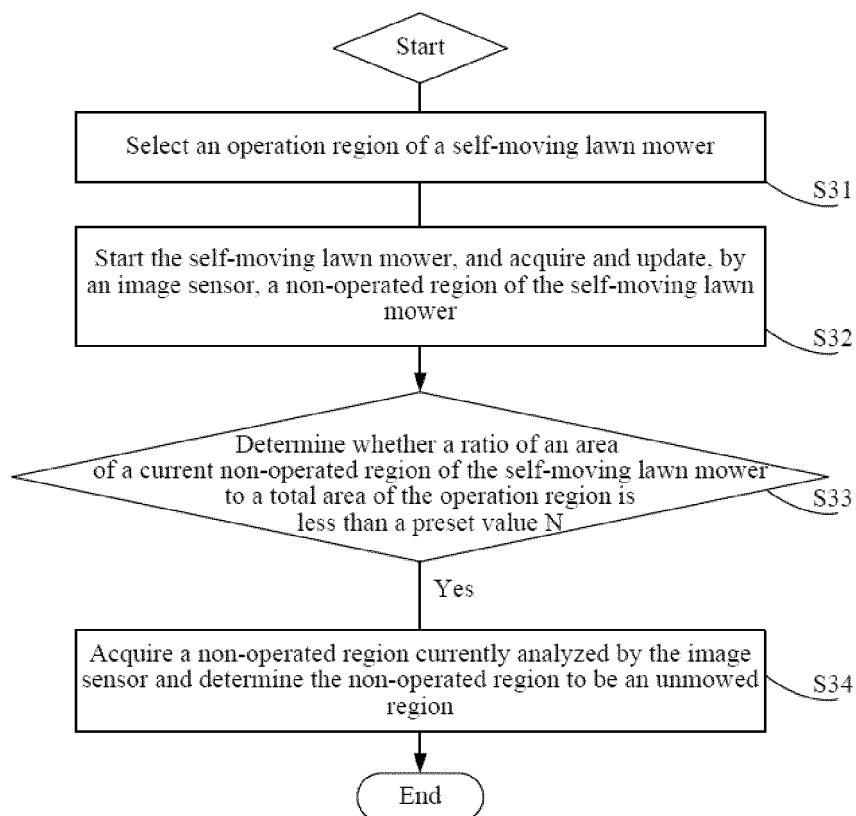 Start
Select an operation region of a self-moving lawn mower
S31
Start the self-moving lawn mower, and acquire and update, by
an image sensor, a non-operated region of the self-moving lawn
mower
S32
Determine whether a ratio of an area
of a current non-operated region of the self-moving lawn mower
to a total area of the operation region is
less than a preset value N
S33
Yes
Acquire a non-operated region currently analyzed by the image
sensor and determine the non-operated region to be an unmowed
region
S34
End